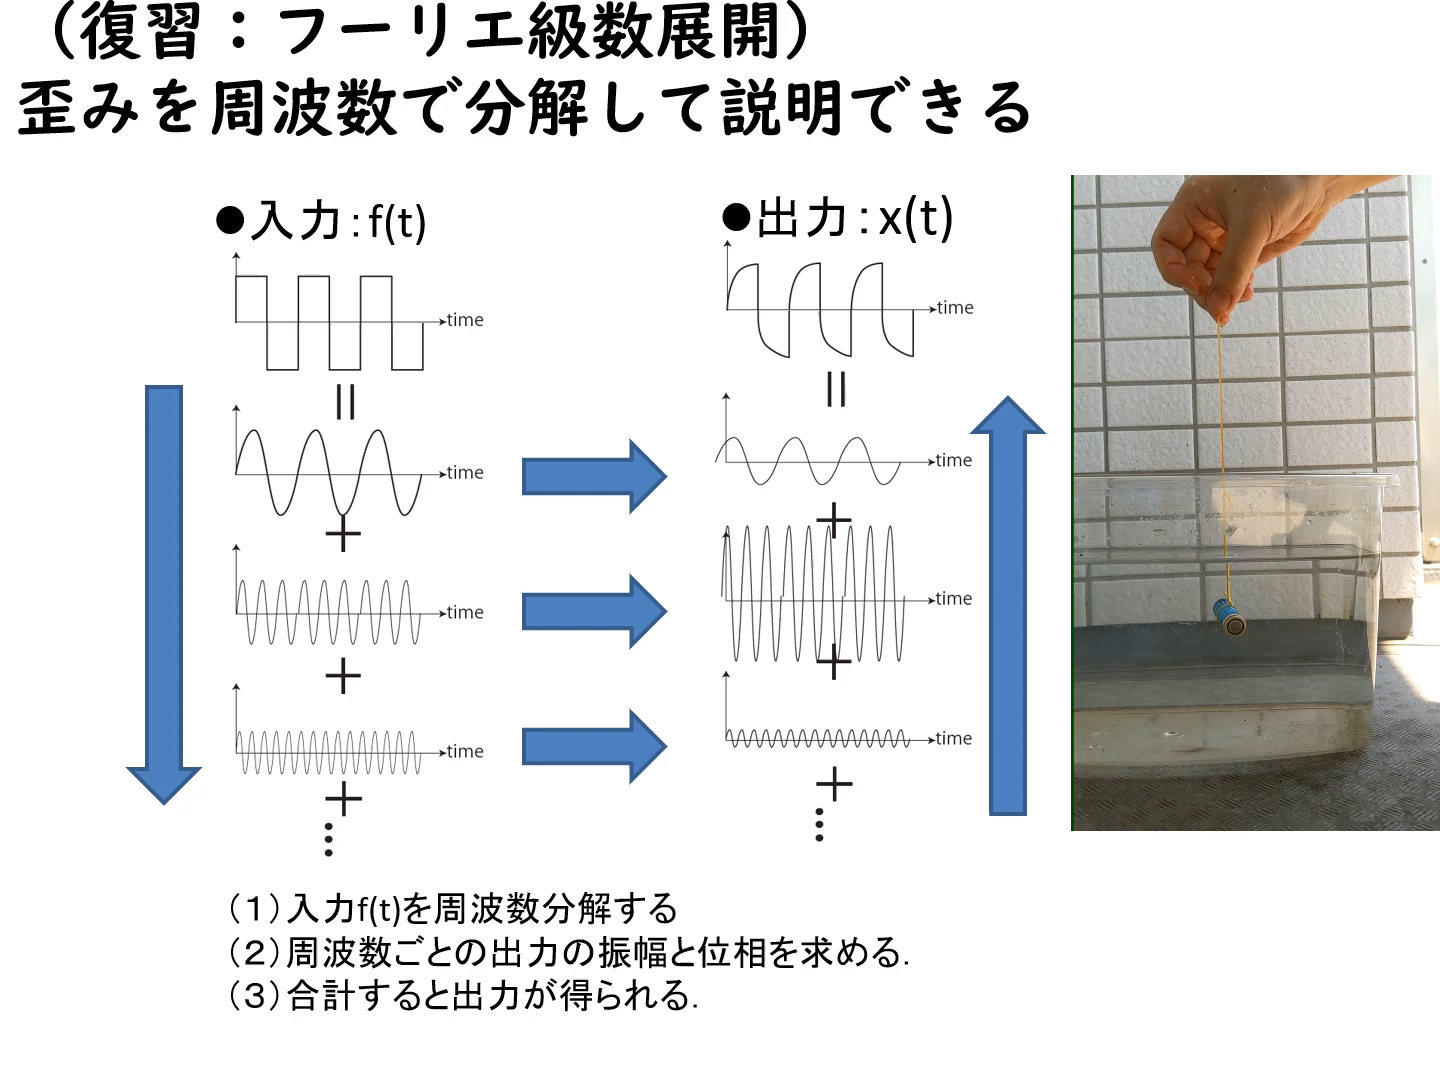 （復習：フーリエ級数展開）
歪みを周波数で分解して説明できる
●入力：f(t)
time
=
time
+
time
+
time
+
⋮
●出力：x(t)
time
=
time
+
time
+
time
+
⋮
（１）入力f(t)を周波数分解する
（２）周波数ごとの出力の振幅と位相を求める．
（３）合計すると出力が得られる．